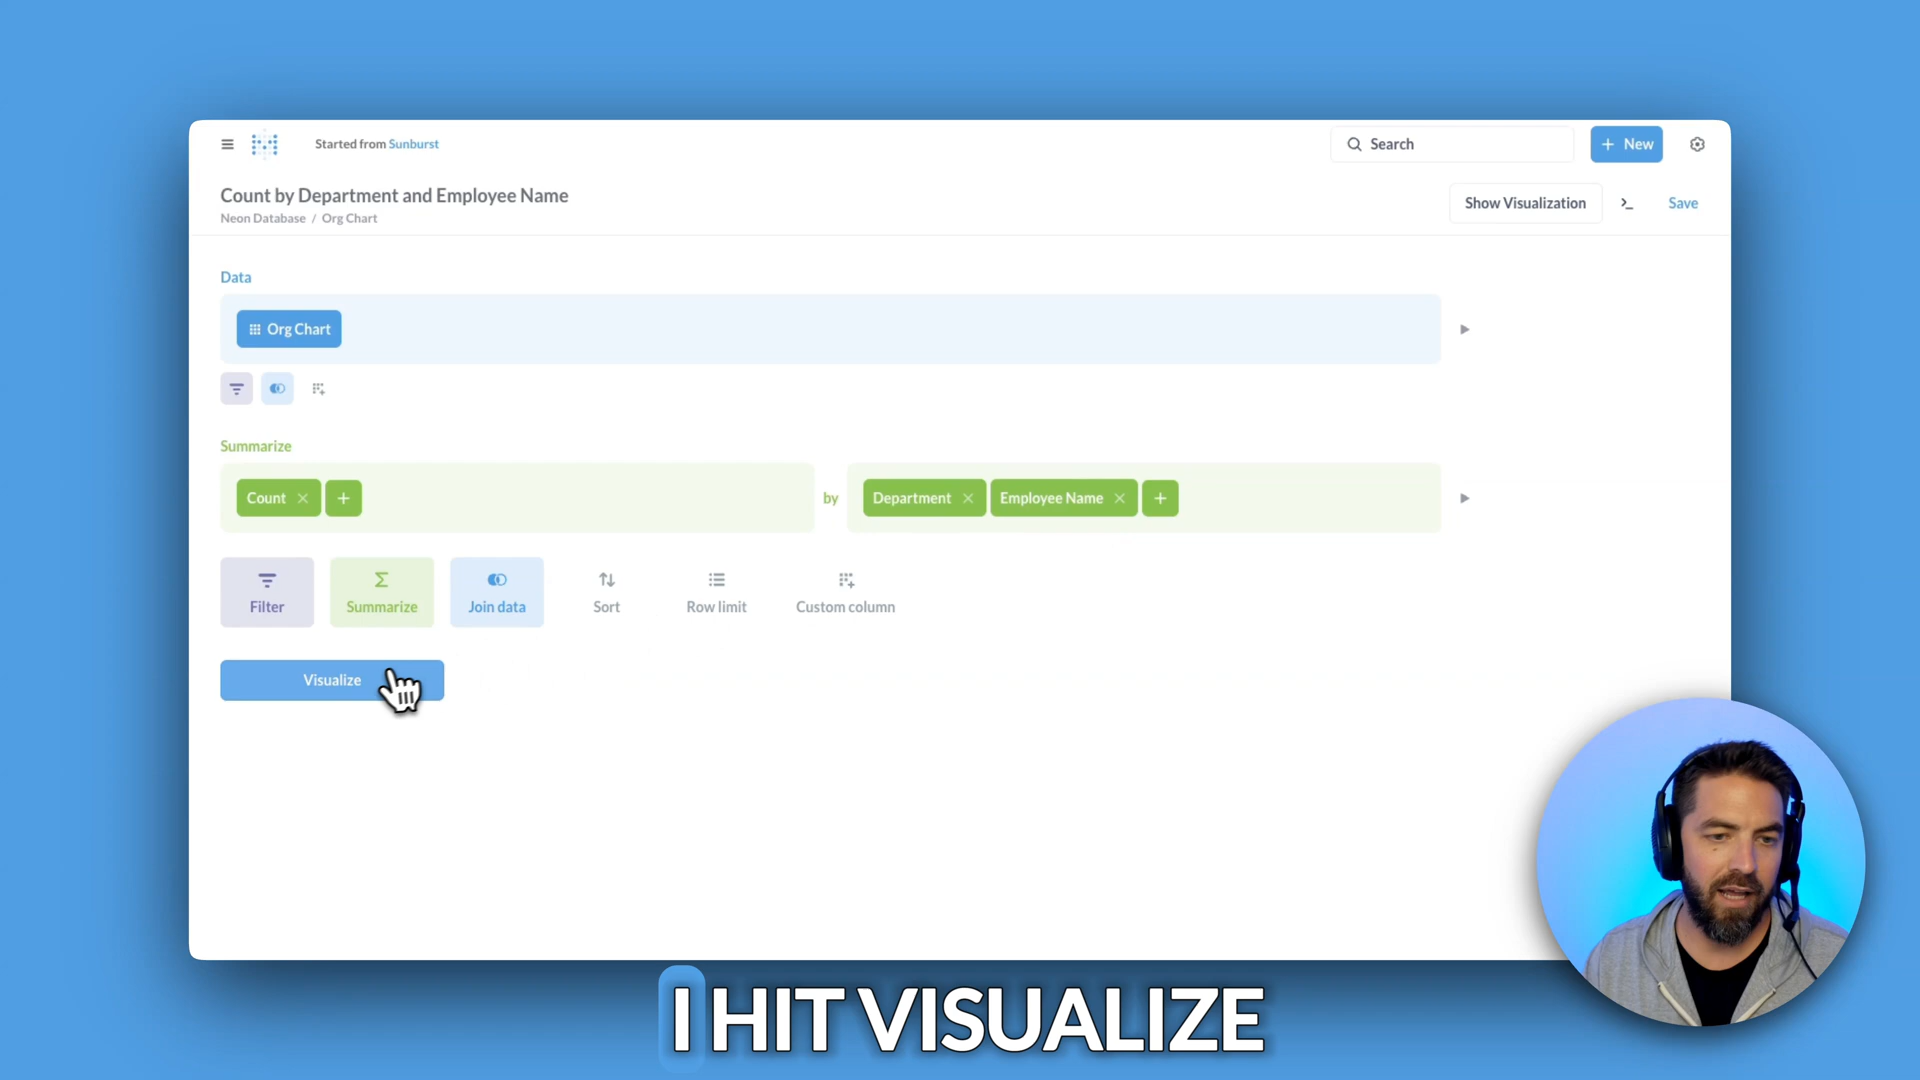 Started from Sunburst
Search
+ New
Count by Department and Employee Name
Neon Database / Org Chart
Show Visualization
>_
Save
Data
Org Chart
Summarize
Count × +
by
Department × Employee Name × +
Filter
Summarize
Join data
Sort
Row limit
Custom column
Visualize
I HIT VISUALIZE